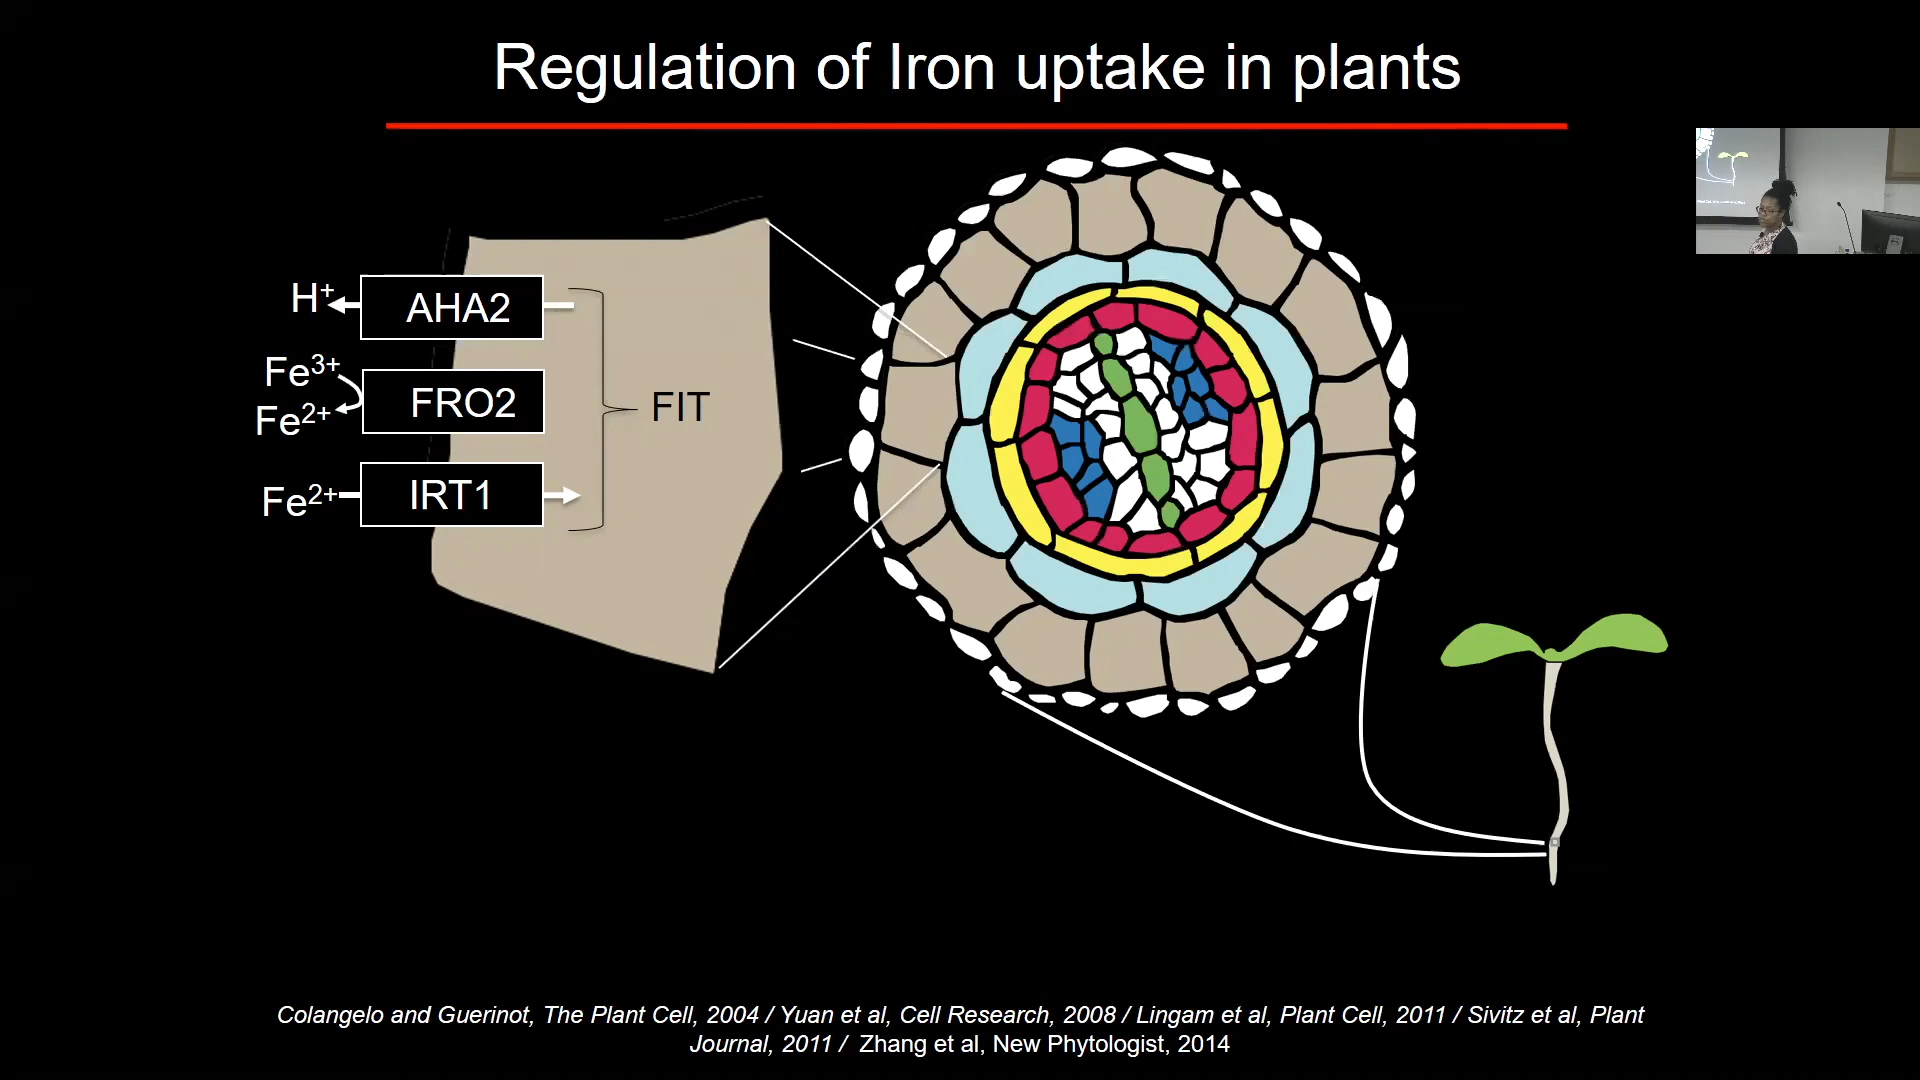 Regulation of Iron uptake in plants
H+
AHA2
Fe3+
Fe2+
FRO2
FIT
Fe2+
IRT1
Colangelo and Guerinot, The Plant Cell, 2004 / Yuan et al, Cell Research, 2008 / Lingam et al, Plant Cell, 2011 / Sivitz et al, Plant
Journal, 2011 / Zhang et al, New Phytologist, 2014